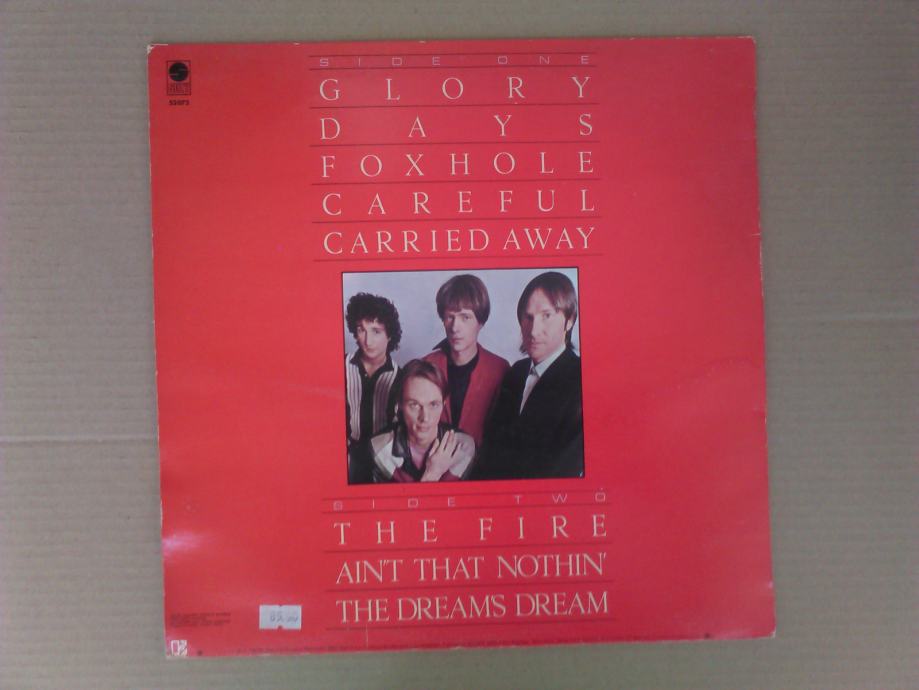 SIDE ONE
GLORY
DAYS
FOXHOLE
CAREFUL
CARRIED AWAY
SIDE TWO
THE FIRE
AIN'T THAT NOTHIN'
THE DREAM'S DREAM